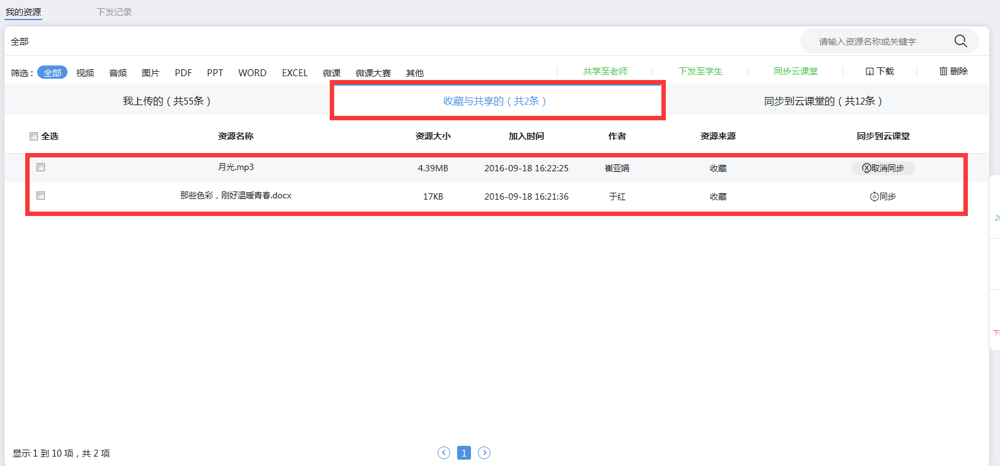 我的资源 下发记录
全部 请输入资源名称或关键字
筛选： 全部 视频 音频 图片 PDF PPT WORD EXCEL 微课 微课大赛 其他 共享至老师 下发至学生 同步云课堂 下载 删除
我上传的（共55条） 收藏与共享的（共2条） 同步到云课堂的（共12条）
全选 资源名称 资源大小 加入时间 作者 资源来源 同步到云课堂
月光.mp3 4.39MB 2016-09-18 16:22:25 崔亚娟 收藏 取消同步
那些色彩，刚好温暖青春.docx 17KB 2016-09-18 16:21:36 于红 收藏 同步
20
显示 1 到 10 项，共 2 项 1